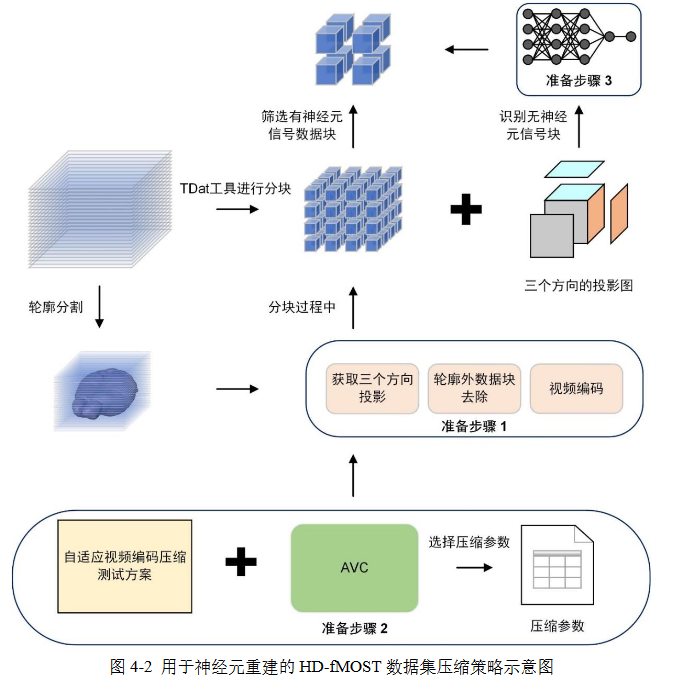 准备步骤 3
筛选有神经元
信号数据块
识别无神经
元信号块
TDat工具进行分块
三个方向的投影图
轮廓分割
分块过程中
获取三个方向
投影
轮廓外数据块
去除
视频编码
准备步骤 1
自适应视频编码压缩
测试方案
AVC
选择压缩参数
压缩参数
准备步骤 2
图 4-2 用于神经元重建的 HD-fMOST 数据集压缩策略示意图